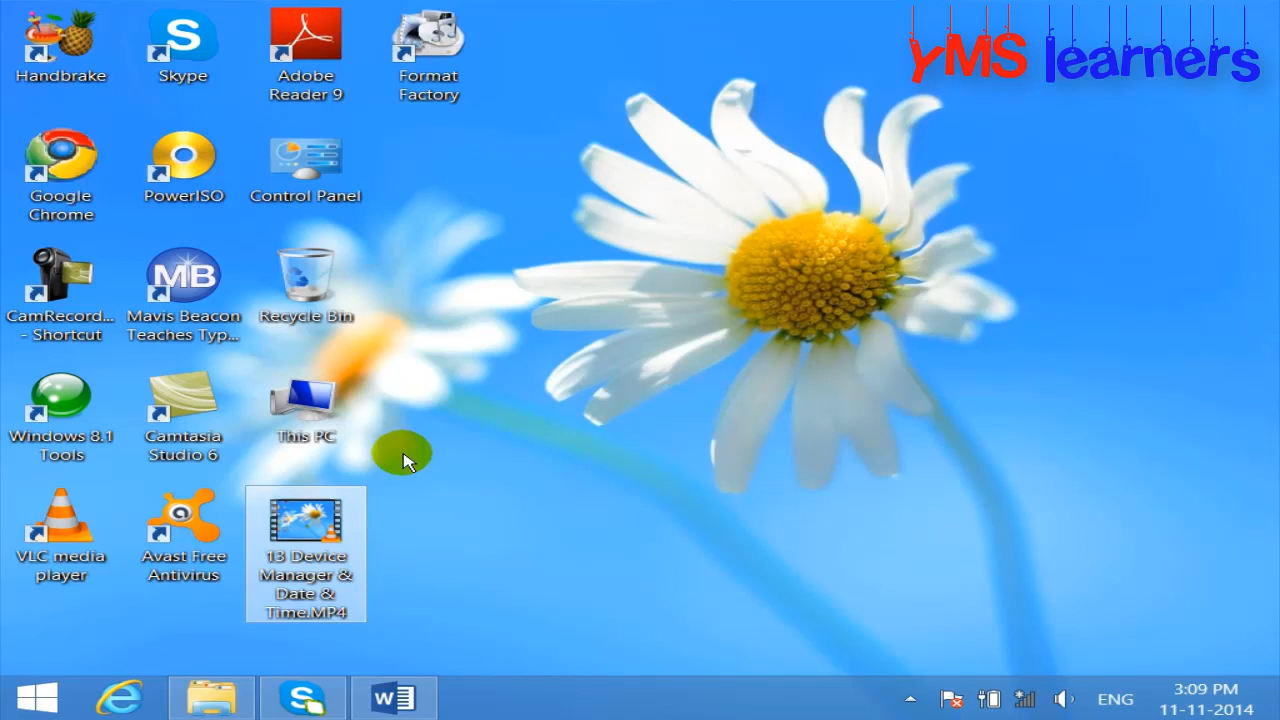 YMS learners
Handbrake
Skype
Adobe
Reader 9
Format
Factory
Google
Chrome
PowerISO
Control Panel
CamRecord...
- Shortcut
MB
Mavis Beacon
Teaches Typ...
Recycle Bin
Windows 8.1
Tools
Camtasia
Studio 6
This PC
VLC media
player
Avast Free
Antivirus
13 Device
Manager &
Date &
Time.MP4
ENG
3:09 PM
11-11-2014